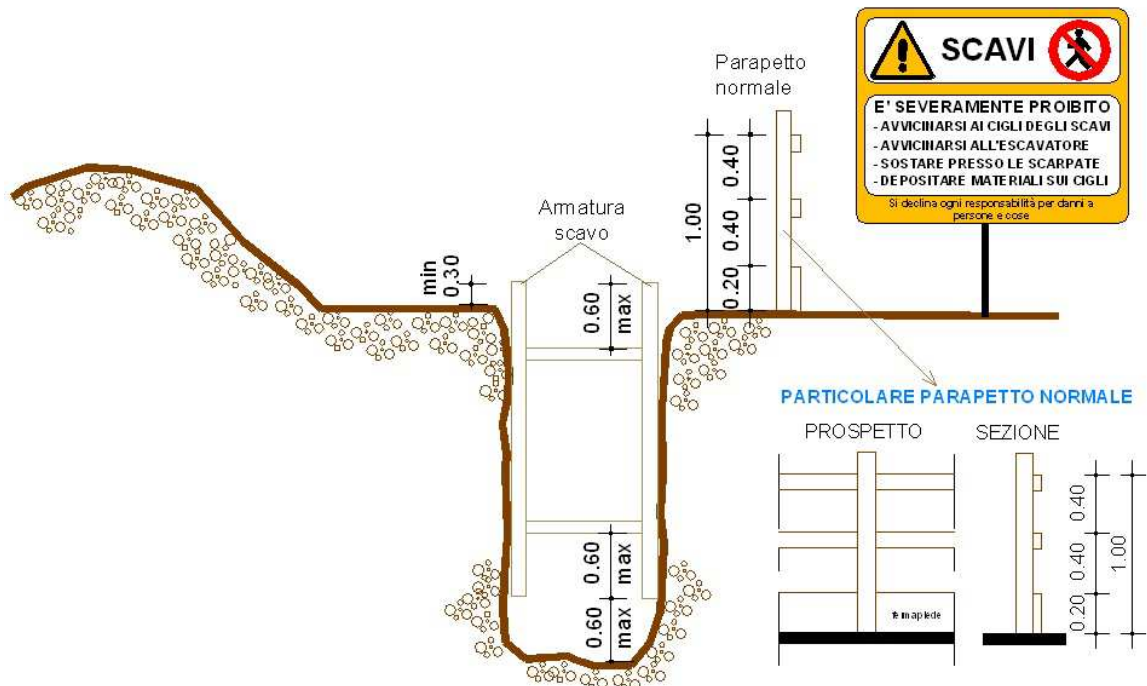 SCAVI
E' SEVERAMENTE PROIBITO
- AVVICINARSI AI CIGLI DEGLI SCAVI
- AVVICINARSI ALL'ESCAVATORE
- SOSTARE PRESSO LE SCARPATE
- DEPOSITARE MATERIALI SUI CIGLI
Si declina ogni responsabilità per danni a
persone e cose
Parapetto
normale
1.00
0.40
0.40
0.20
Armatura
scavo
min
0.30
0.60
max
0.60
max
0.60
max
PARTICOLARE PARAPETTO NORMALE
PROSPETTO
SEZIONE
fermapiede
0.40
0.40
0.20
1.00